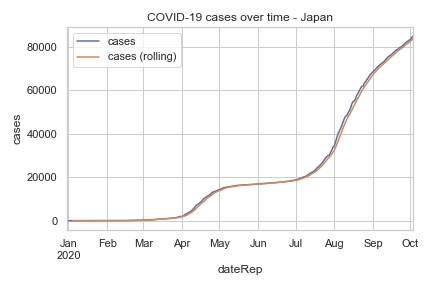 COVID-19 cases over time - Japan
cases
cases (rolling)
80000
60000
40000
20000
0
cases
Jan Feb Mar Apr May Jun Jul Aug Sep Oct
2020
dateRep